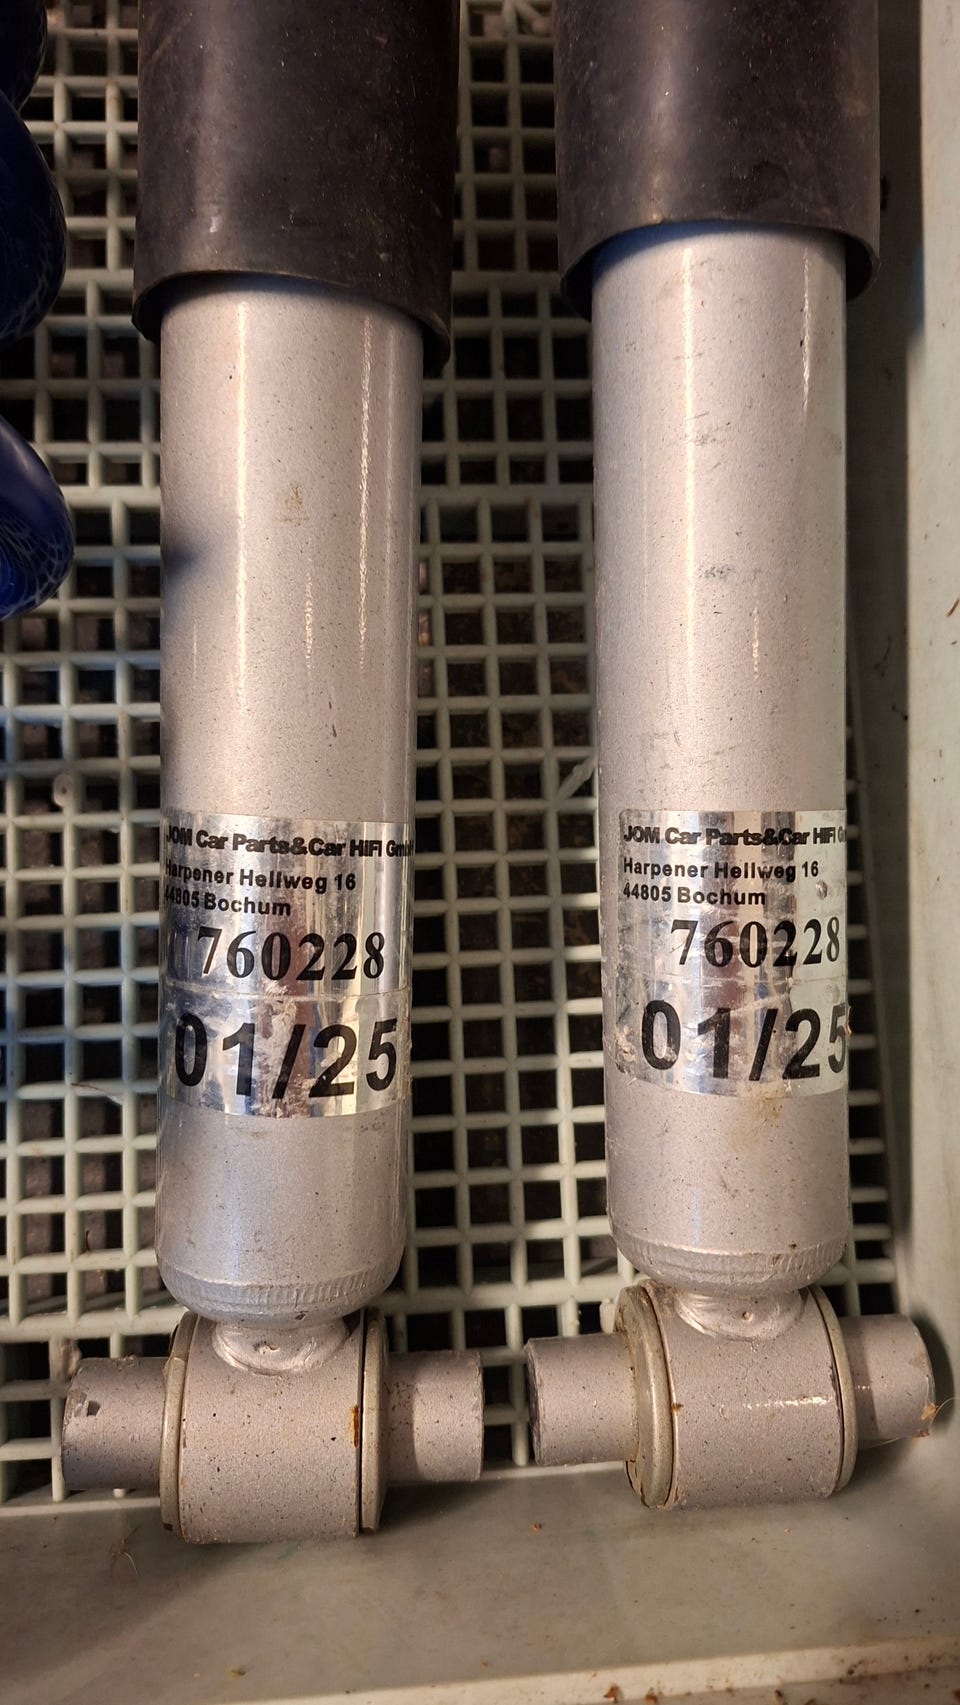 JOM Car Parts&Car HiFI Gmb
Harpener Hellweg 16
44805 Bochum
760228
01/25
JOM Car Parts&Car HiFI G
Harpener Hellweg 16
44805 Bochum
760228
01/25